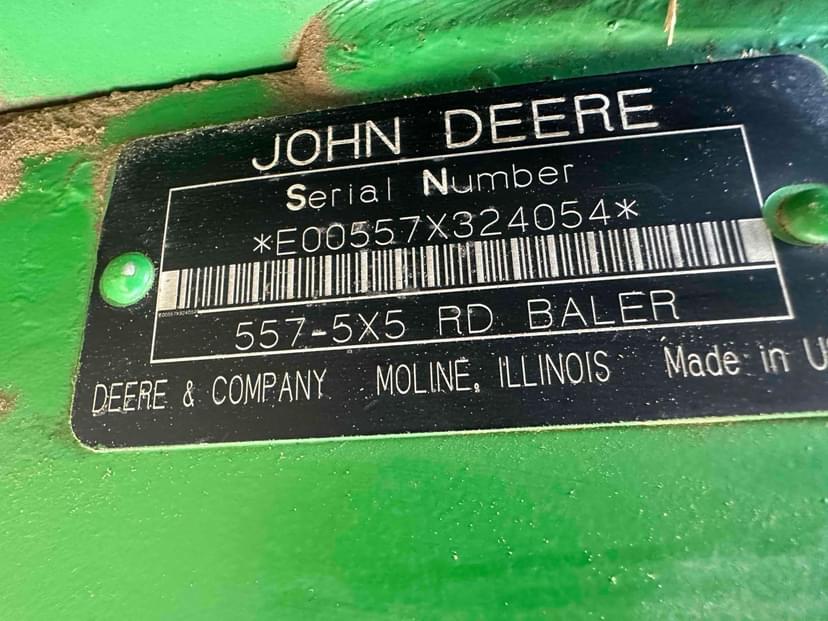 JOHN DEERE
Serial Number
*E00557X324054*
557-5X5 RD BALER
DEERE & COMPANY MOLINE, ILLINOIS Made in U